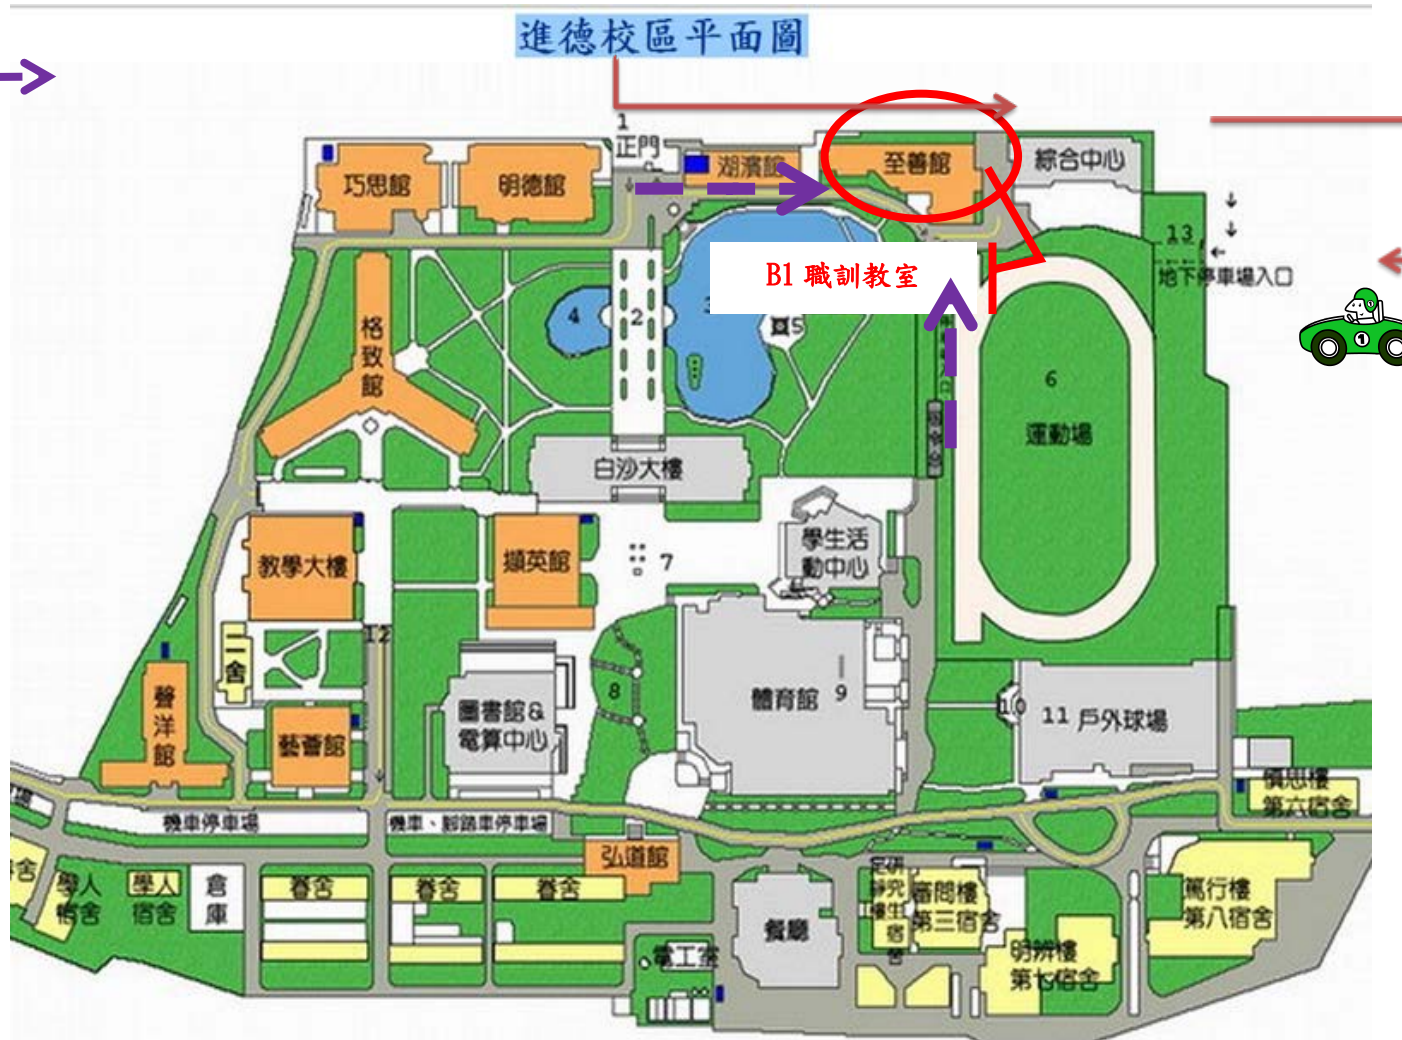 進德校區平面圖
1
正門
巧思館
明德館
湖濱館
至善館
綜合中心
13
地下停車場入口
B1 職訓教室
格致館
4
2
5
6
運動場
白沙大樓
教學大樓
擷英館
7
學生活
動中心
12
二舍
聲洋館
藝薈館
圖書館&
電算中心
8
體育館
9
10
11 戶外球場
慎思樓
第六宿舍
機車停車場
機車、腳踏車停車場
弘道館
學人
宿舍
學人
宿舍
倉庫
眷舍
眷舍
眷舍
餐廳
電工室
審問樓
第三宿舍
明辨樓
第七宿舍
篤行樓
第八宿舍
1